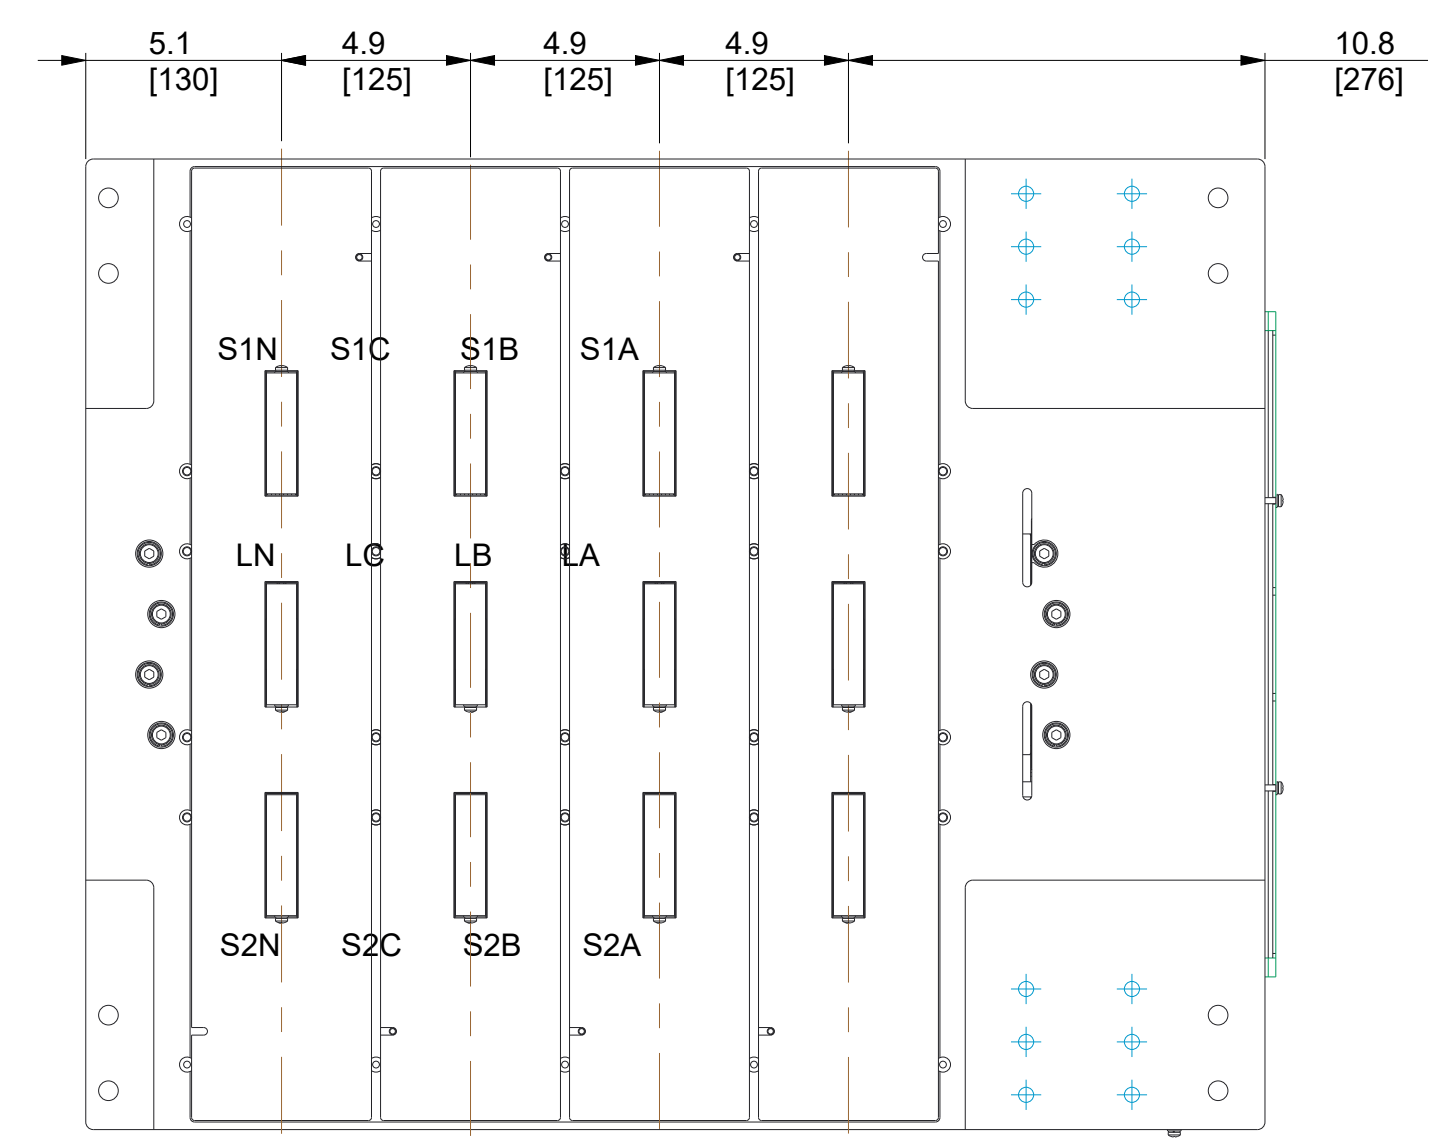 5.1 4.9 4.9 4.9 10.8
[130] [125] [125] [125] [276]
S1N S1C S1B S1A
LN LC LB LA
S2N S2C S2B S2A